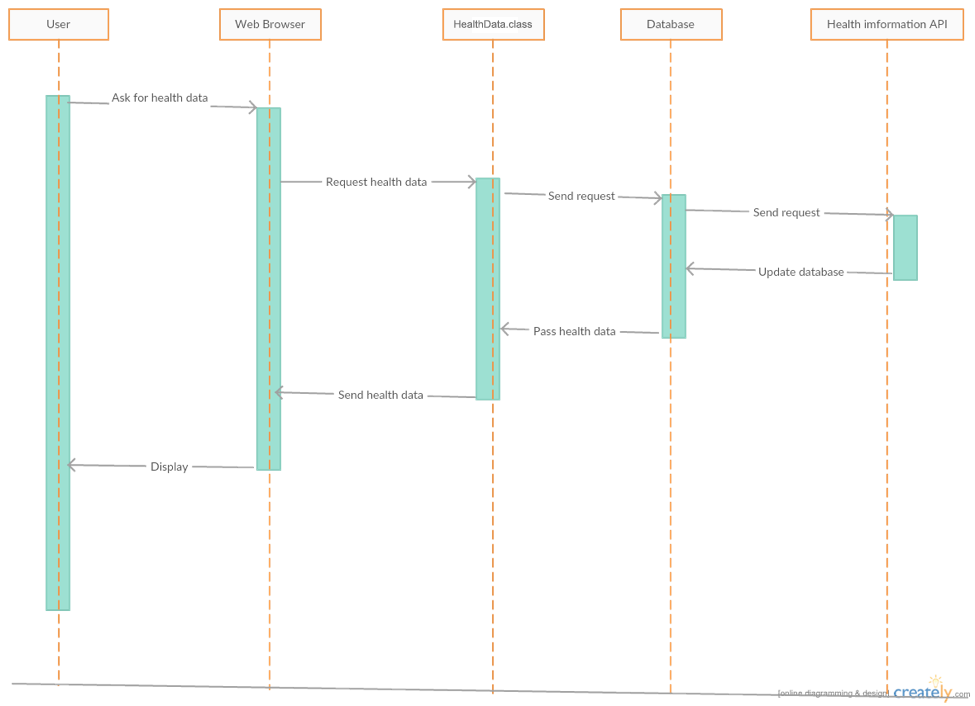 User
Web Browser
HealthData.class
Database
Health imformation API
Ask for health data
Request health data
Send request
Send request
Update database
Pass health data
Send health data
Display
[online diagramming & design] creately.com